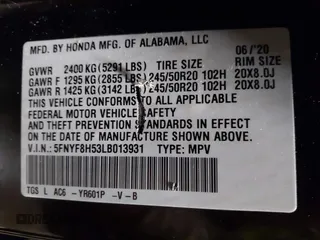 MFD. BY HONDA MFG. OF ALABAMA, LLC 06/20
GVWR 2400 KG (5291 LBS) TIRE SIZE RIM SIZE
GAWR F 1295 KG (2855 LBS) 245/50R20 102H 20X8.0J
GAWR R 1425 KG (3142 LBS) 245/50R20 102H 20X8.0J
THIS VEHICLE CONFORMS TO ALL APPLICABLE
FEDERAL MOTOR VEHICLE SAFETY
AND THEFT PREVENTION STANDARDS IN EFFECT
ON THE DATE OF MANUFACTURE SHOWN ABOVE.
V.I.N.: 5FNYF8H53LB013931 TYPE: MPV
TGS L AC6 - YR601P -V-B